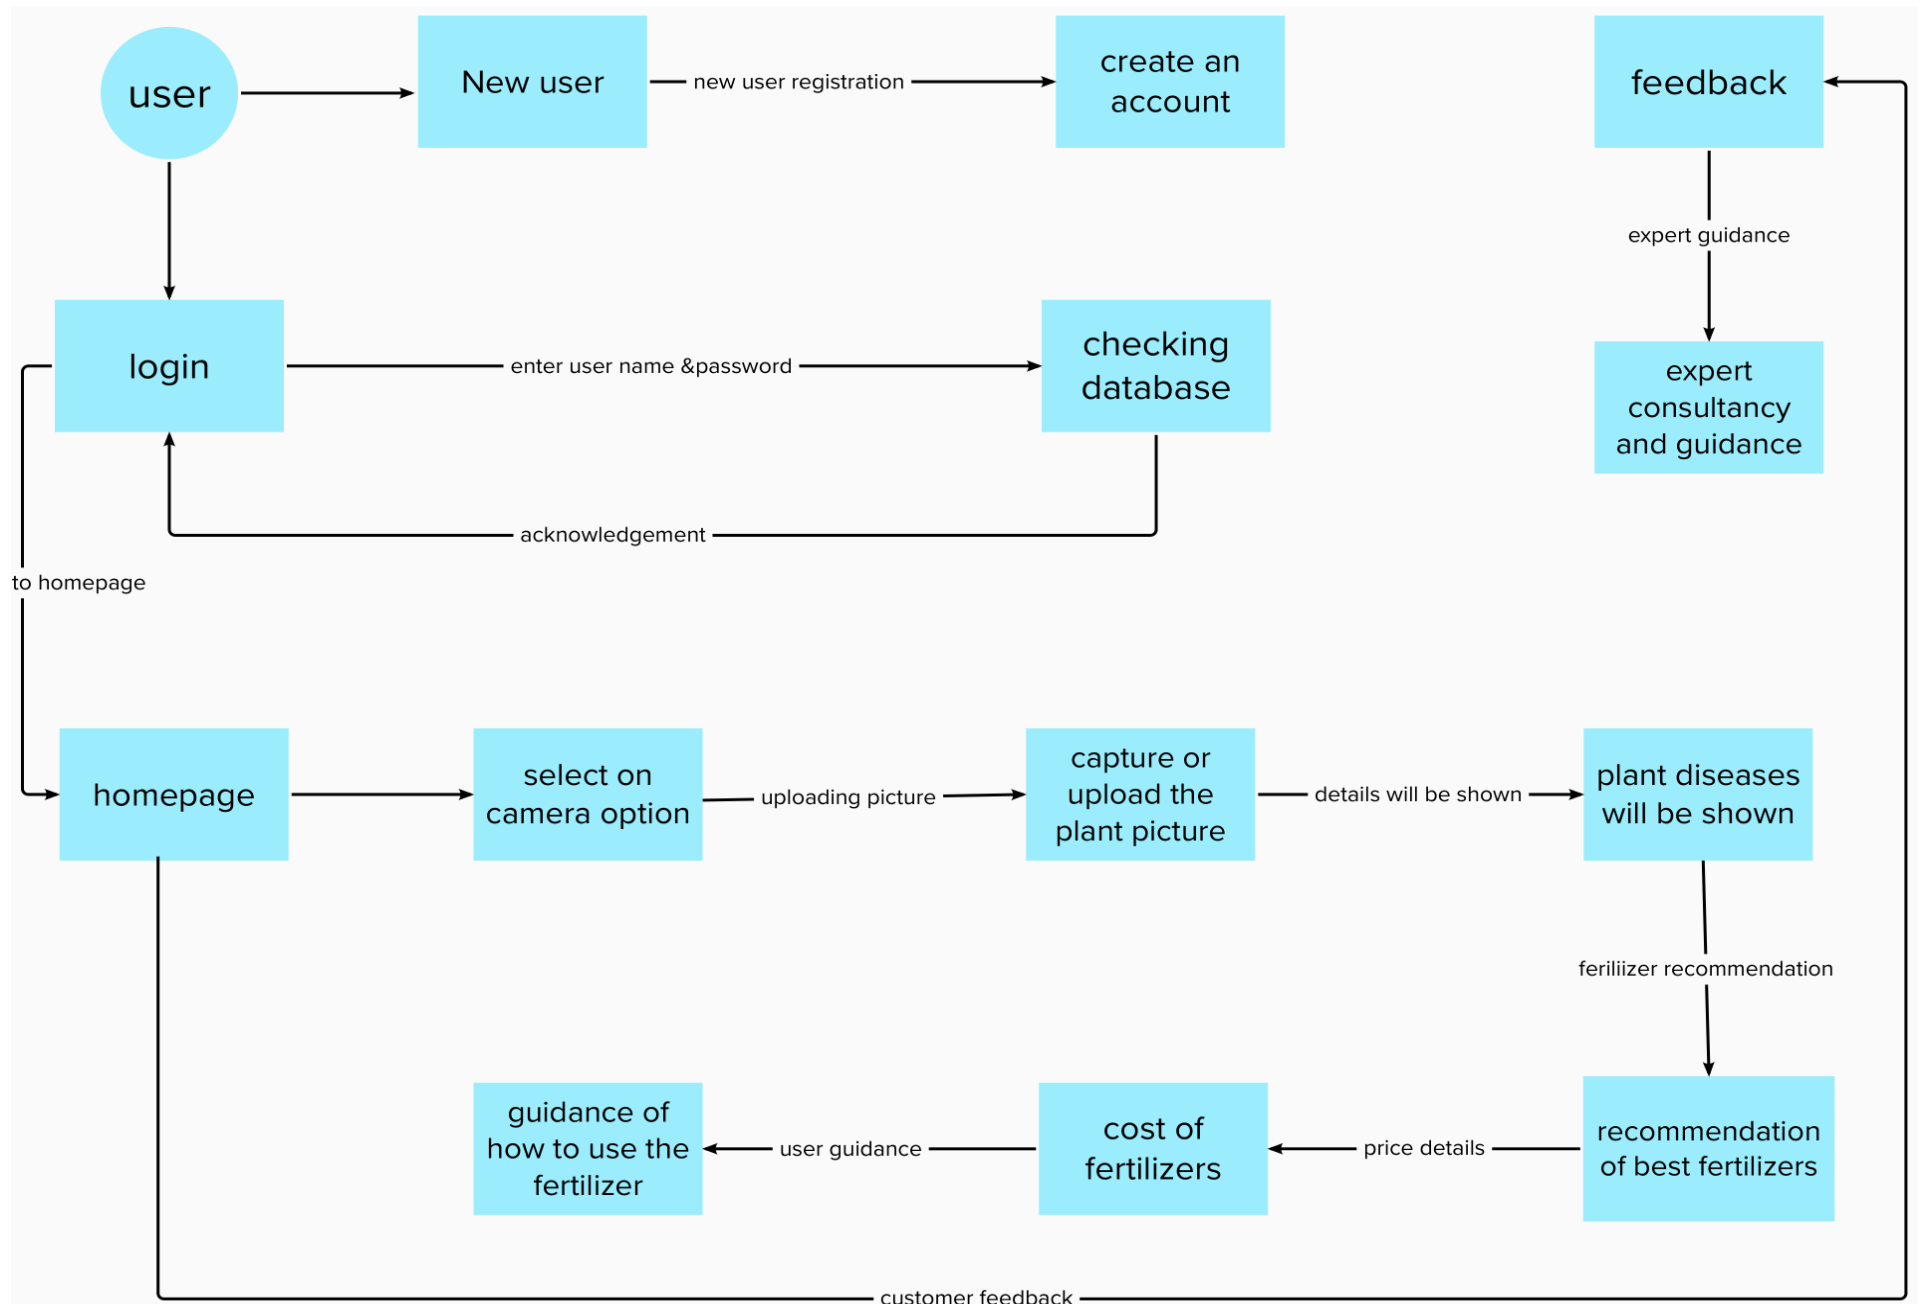 user
New user
new user registration
create an
account
feedback
expert guidance
expert
consultancy
and guidance
login
enter user name &password
checking
database
acknowledgement
to homepage
homepage
select on
camera option
uploading picture
capture or
upload the
plant picture
details will be shown
plant diseases
will be shown
feriliizer recommendation
recommendation
of best fertilizers
price details
cost of
fertilizers
user guidance
guidance of
how to use the
fertilizer
customer feedback